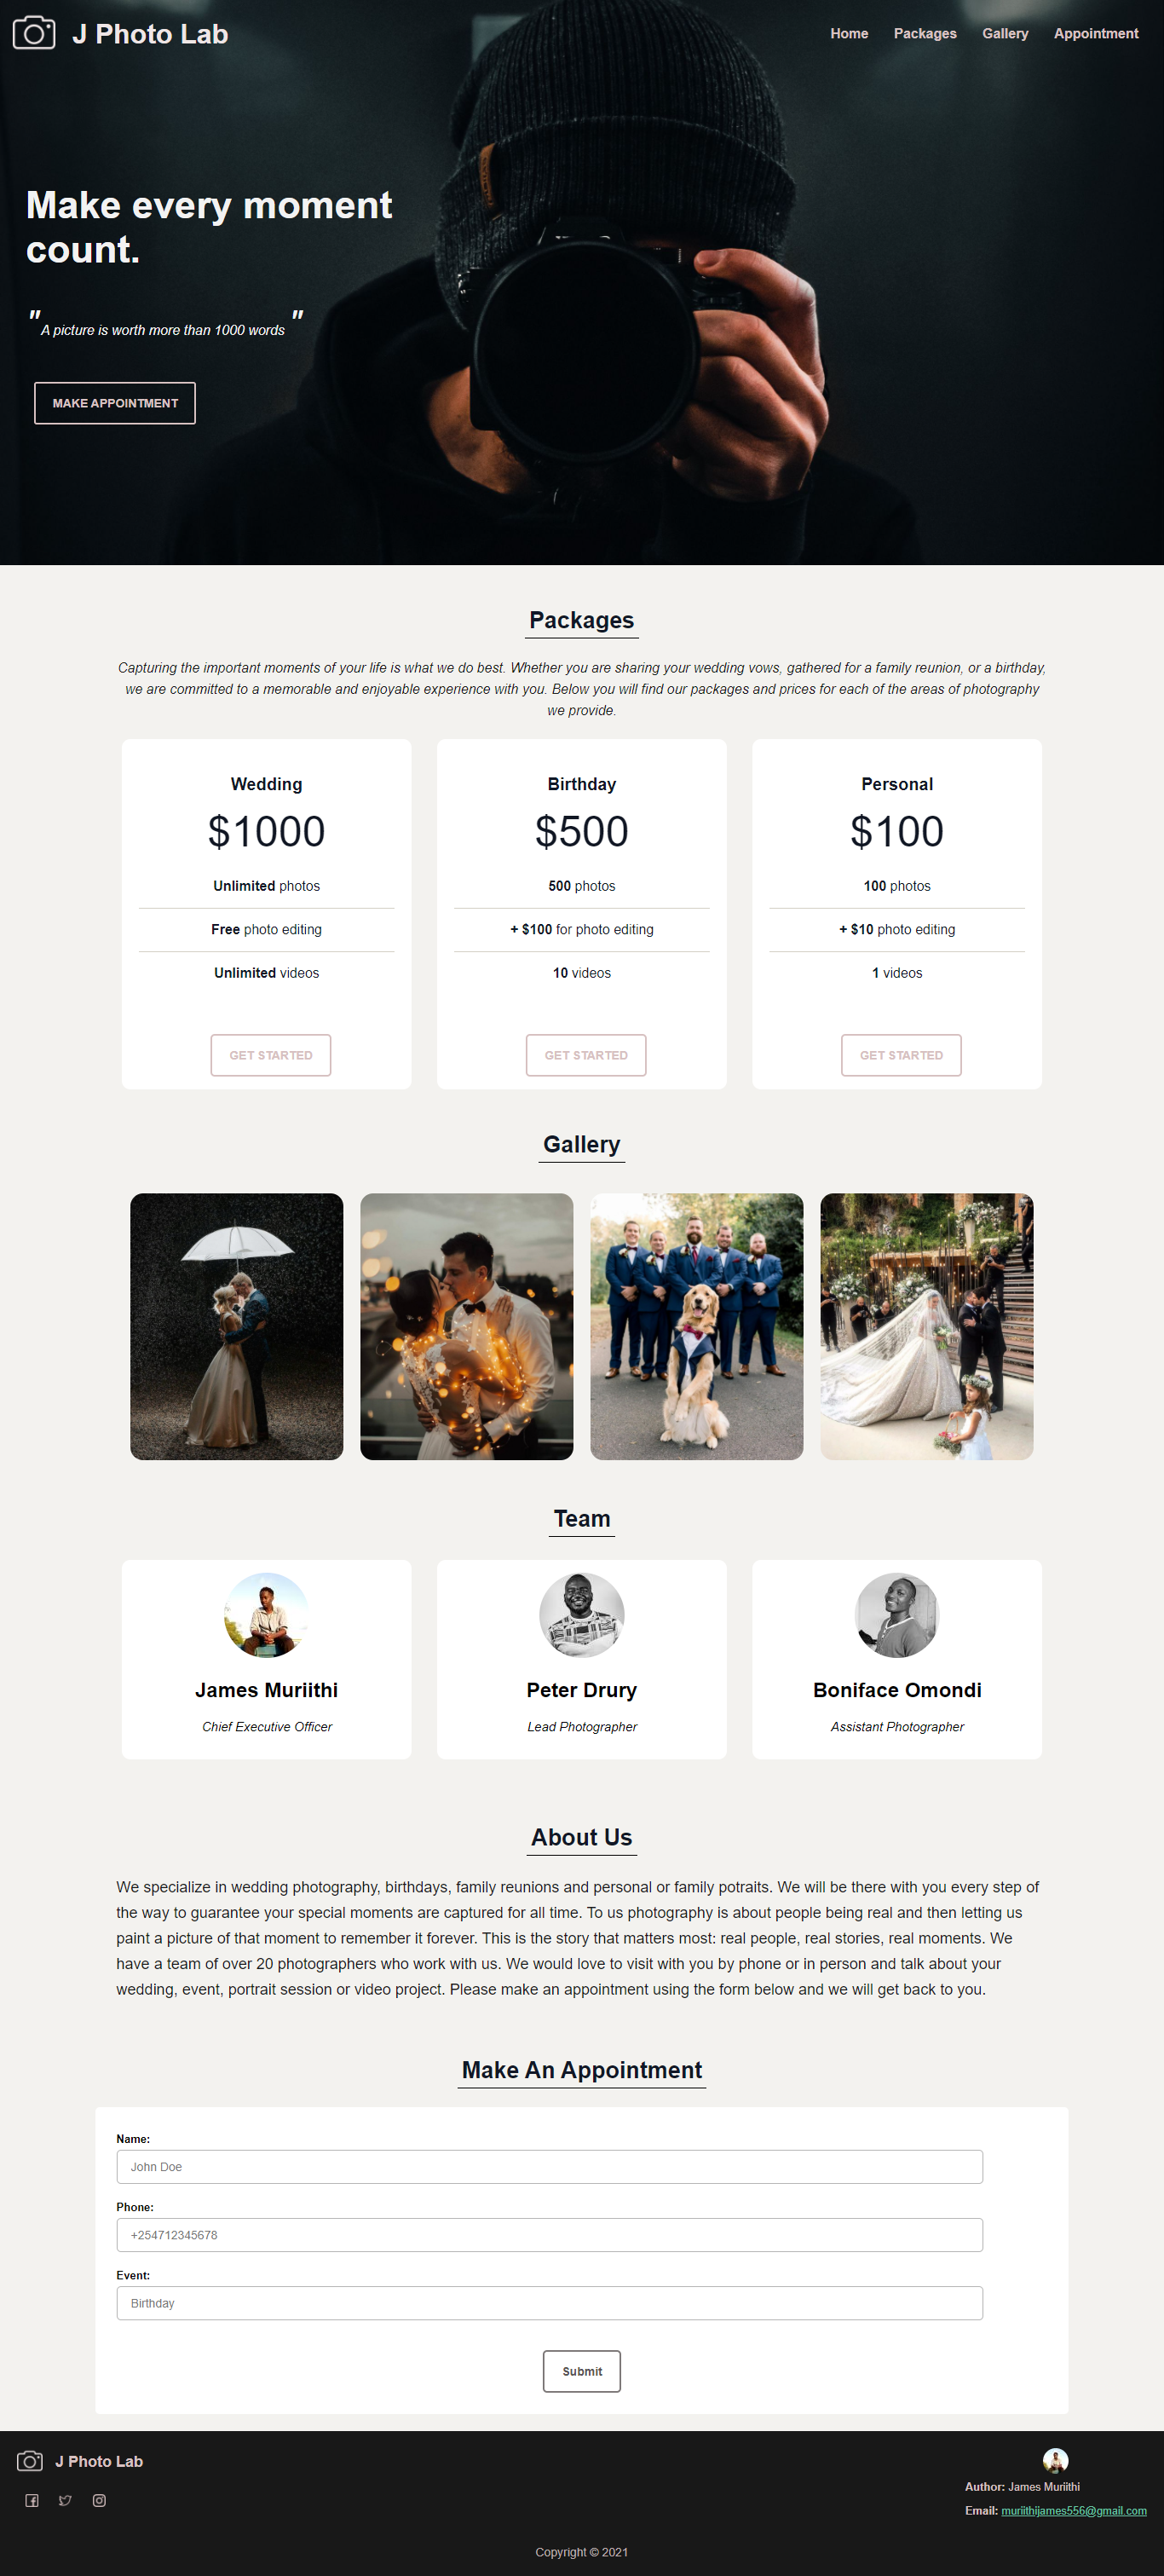 J Photo Lab
Home Packages Gallery Appointment
Make every moment
count.
" A picture is worth more than 1000 words "
MAKE APPOINTMENT
Packages
Capturing the important moments of your life is what we do best. Whether you are sharing your wedding vows, gathered for a family reunion, or a birthday,
we are committed to a memorable and enjoyable experience with you. Below you will find our packages and prices for each of the areas of photography
we provide.
Wedding
$1000
Unlimited photos
Free photo editing
Unlimited videos
GET STARTED
Birthday
$500
500 photos
+ $100 for photo editing
10 videos
GET STARTED
Personal
$100
100 photos
+ $10 photo editing
1 videos
GET STARTED
Gallery
Team
James Muriithi
Chief Executive Officer
Peter Drury
Lead Photographer
Boniface Omondi
Assistant Photographer
About Us
We specialize in wedding photography, birthdays, family reunions and personal or family potraits. We will be there with you every step of
the way to guarantee your special moments are captured for all time. To us photography is about people being real and then letting us
paint a picture of that moment to remember it forever. This is the story that matters most: real people, real stories, real moments. We
have a team of over 20 photographers who work with us. We would love to visit with you by phone or in person and talk about your
wedding, event, portrait session or video project. Please make an appointment using the form below and we will get back to you.
Make An Appointment
Name:
John Doe
Phone:
+254712345678
Event:
Birthday
Submit
J Photo Lab
Author: James Muriithi
Email: muriithijames556@gmail.com
Copyright © 2021